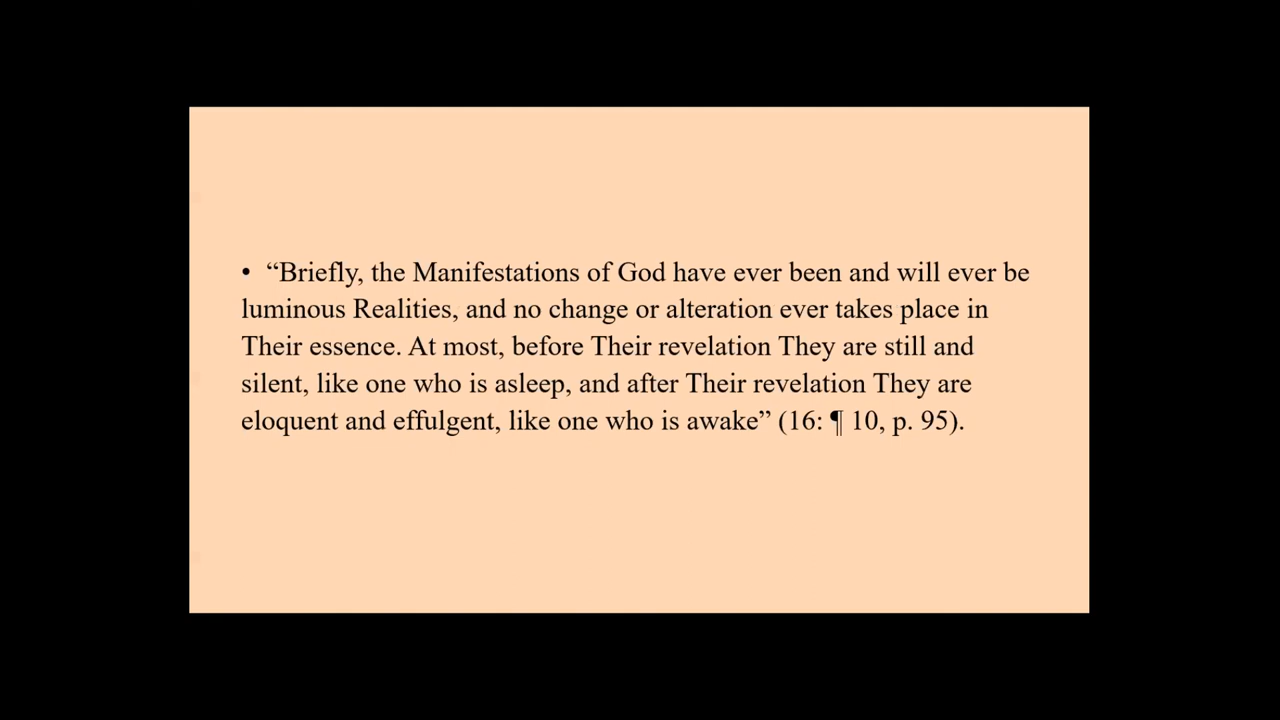 • “Briefly, the Manifestations of God have ever been and will ever be
luminous Realities, and no change or alteration ever takes place in
Their essence. At most, before Their revelation They are still and
silent, like one who is asleep, and after Their revelation They are
eloquent and effulgent, like one who is awake” (16: ¶ 10, p. 95).